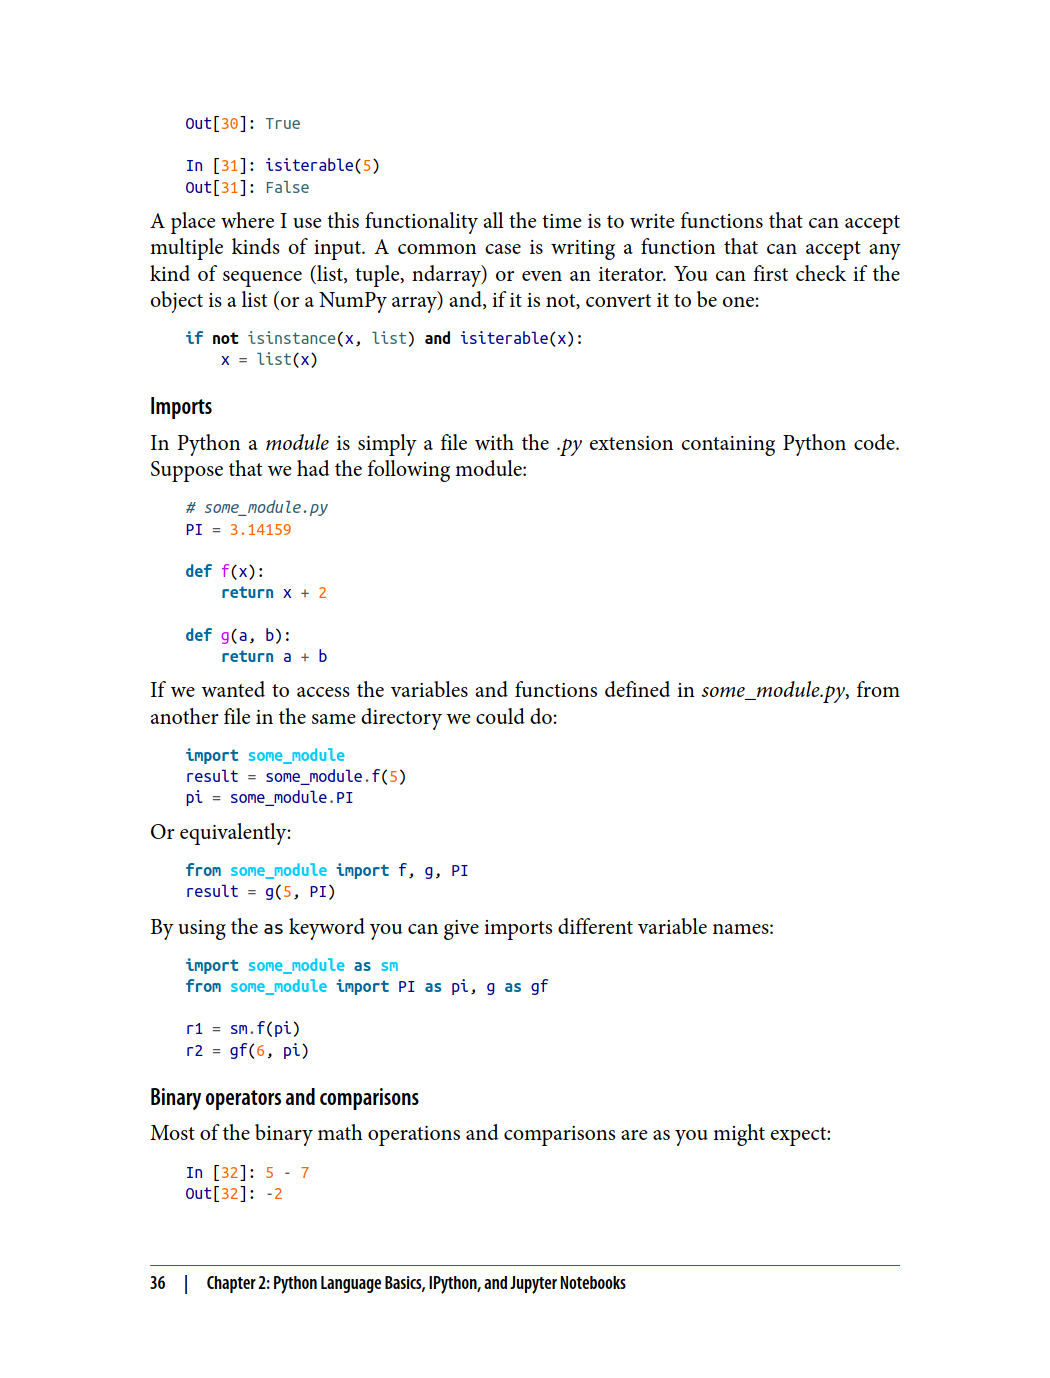 Out[30]: True
In [31]: isiterable(5)
Out[31]: False
A place where I use this functionality all the time is to write functions that can accept
multiple kinds of input. A common case is writing a function that can accept any
kind of sequence (list, tuple, ndarray) or even an iterator. You can first check if the
object is a list (or a NumPy array) and, if it is not, convert it to be one:
if not isinstance(x, list) and isiterable(x):
    x = list(x)
Imports
In Python a module is simply a file with the .py extension containing Python code.
Suppose that we had the following module:
# some_module.py
PI = 3.14159
def f(x):
    return x + 2
def g(a, b):
    return a + b
If we wanted to access the variables and functions defined in some_module.py, from
another file in the same directory we could do:
import some_module
result = some_module.f(5)
pi = some_module.PI
Or equivalently:
from some_module import f, g, PI
result = g(5, PI)
By using the as keyword you can give imports different variable names:
import some_module as sm
from some_module import PI as pi, g as gf
r1 = sm.f(pi)
r2 = gf(6, pi)
Binary operators and comparisons
Most of the binary math operations and comparisons are as you might expect:
In [32]: 5 - 7
Out[32]: -2
36 | Chapter 2: Python Language Basics, IPython, and Jupyter Notebooks